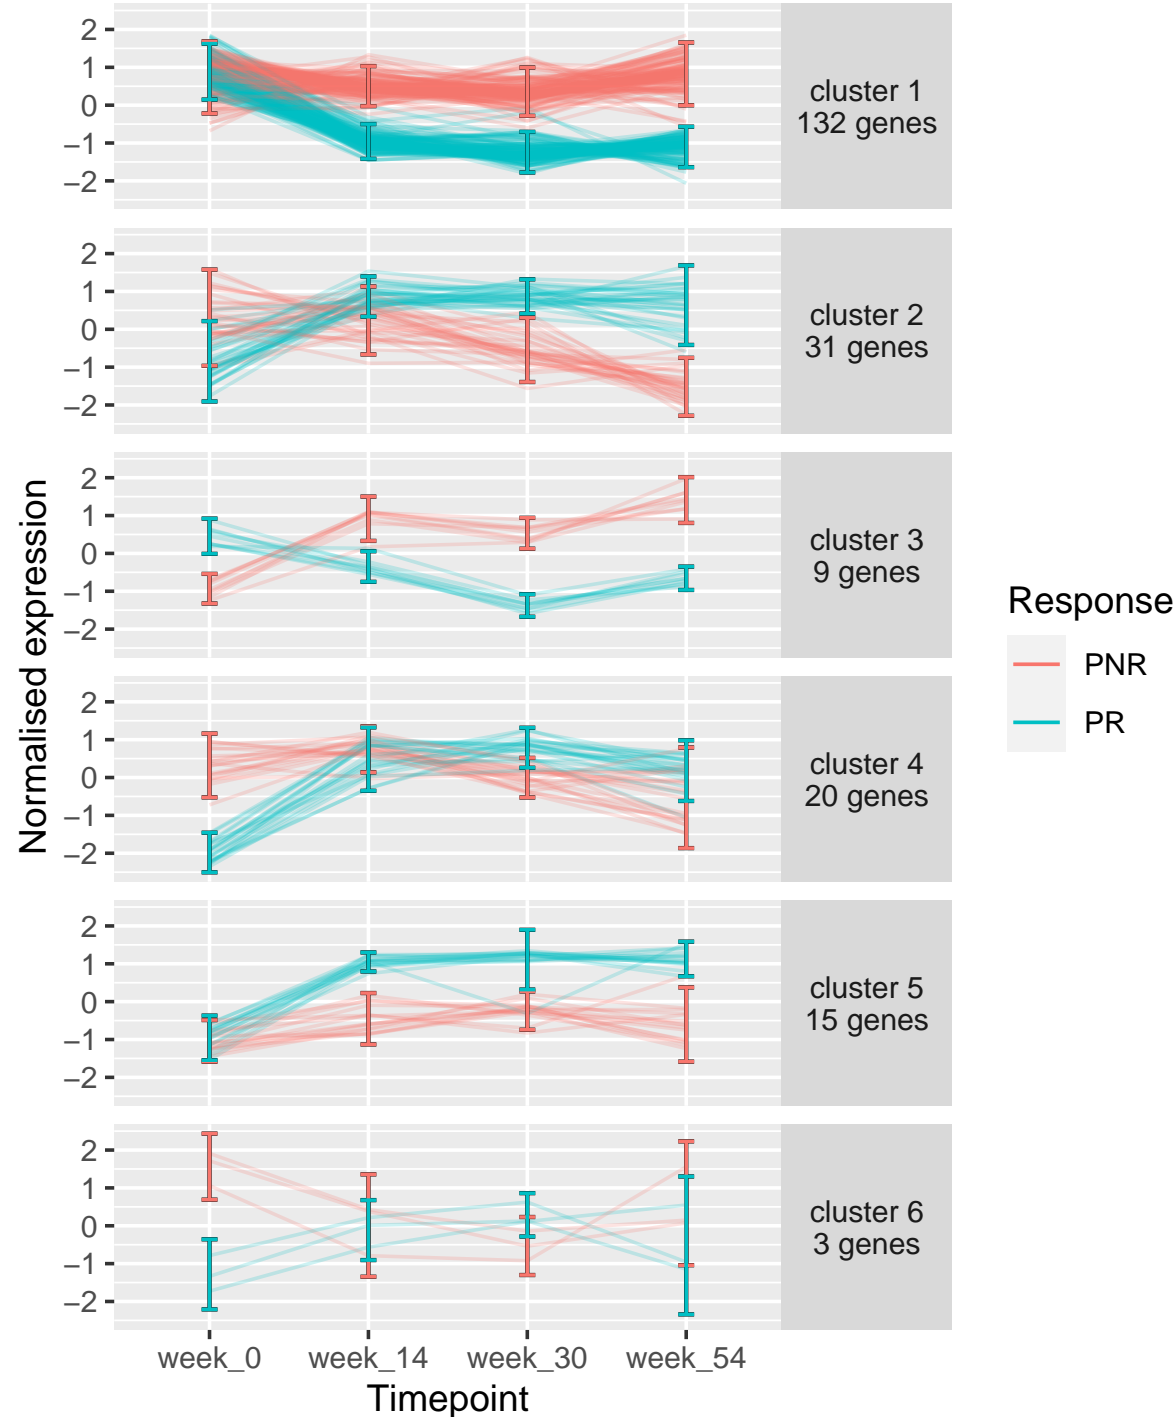 2
1
0
−1
−2
cluster 1
132 genes
2
1
0
−1
−2
cluster 2
31 genes
2
1
0
−1
−2
cluster 3
9 genes
2
1
0
−1
−2
cluster 4
20 genes
2
1
0
−1
−2
cluster 5
15 genes
2
1
0
−1
−2
cluster 6
3 genes
Normalised expression
week_0 week_14 week_30 week_54
Timepoint
Response
PNR
PR